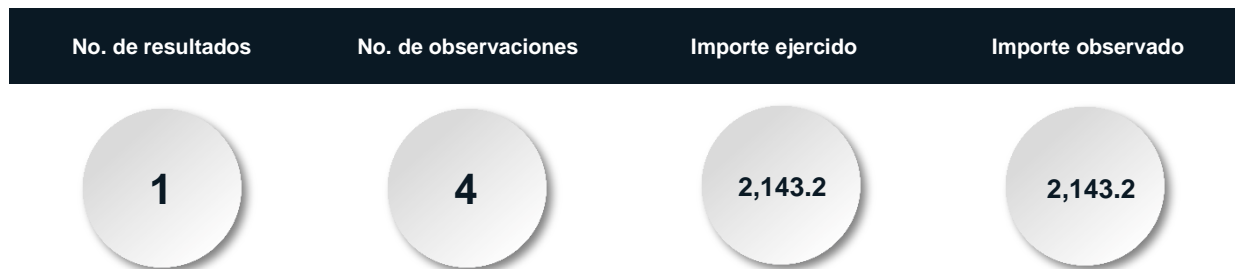 No. de resultados No. de observaciones Importe ejercido Importe observado
1 4 2,143.2 2,143.2